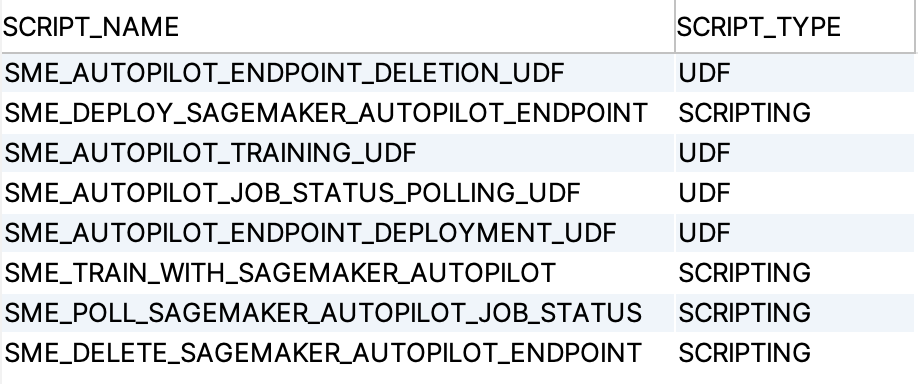 SCRIPT_NAME SCRIPT_TYPE
SME_AUTOPILOT_ENDPOINT_DELETION_UDF UDF
SME_DEPLOY_SAGEMAKER_AUTOPILOT_ENDPOINT SCRIPTING
SME_AUTOPILOT_TRAINING_UDF UDF
SME_AUTOPILOT_JOB_STATUS_POLLING_UDF UDF
SME_AUTOPILOT_ENDPOINT_DEPLOYMENT_UDF UDF
SME_TRAIN_WITH_SAGEMAKER_AUTOPILOT SCRIPTING
SME_POLL_SAGEMAKER_AUTOPILOT_JOB_STATUS SCRIPTING
SME_DELETE_SAGEMAKER_AUTOPILOT_ENDPOINT SCRIPTING